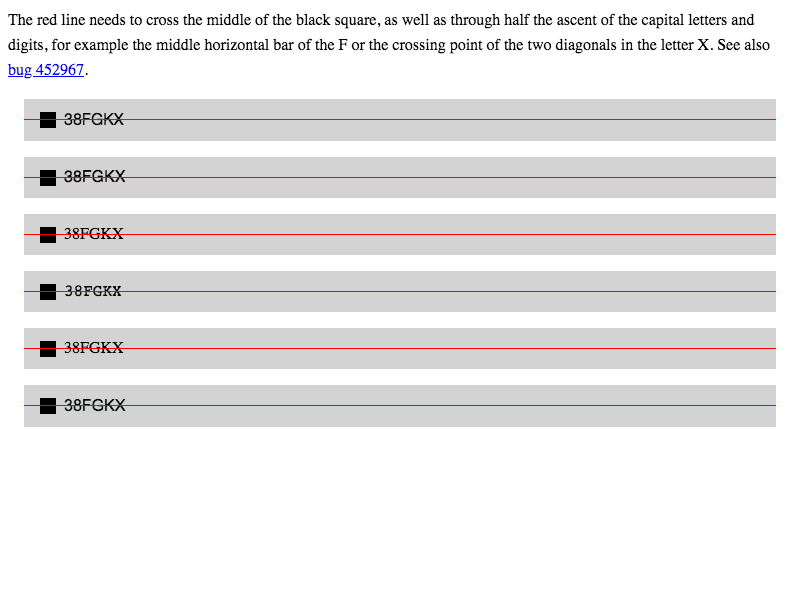 The red line needs to cross the middle of the black square, as well as through half the ascent of the capital letters and
digits, for example the middle horizontal bar of the F or the crossing point of the two diagonals in the letter X. See also
bug 452967.
38FGKX
38FGKX
38FGKX
38FGKX
38FGKX
38FGKX